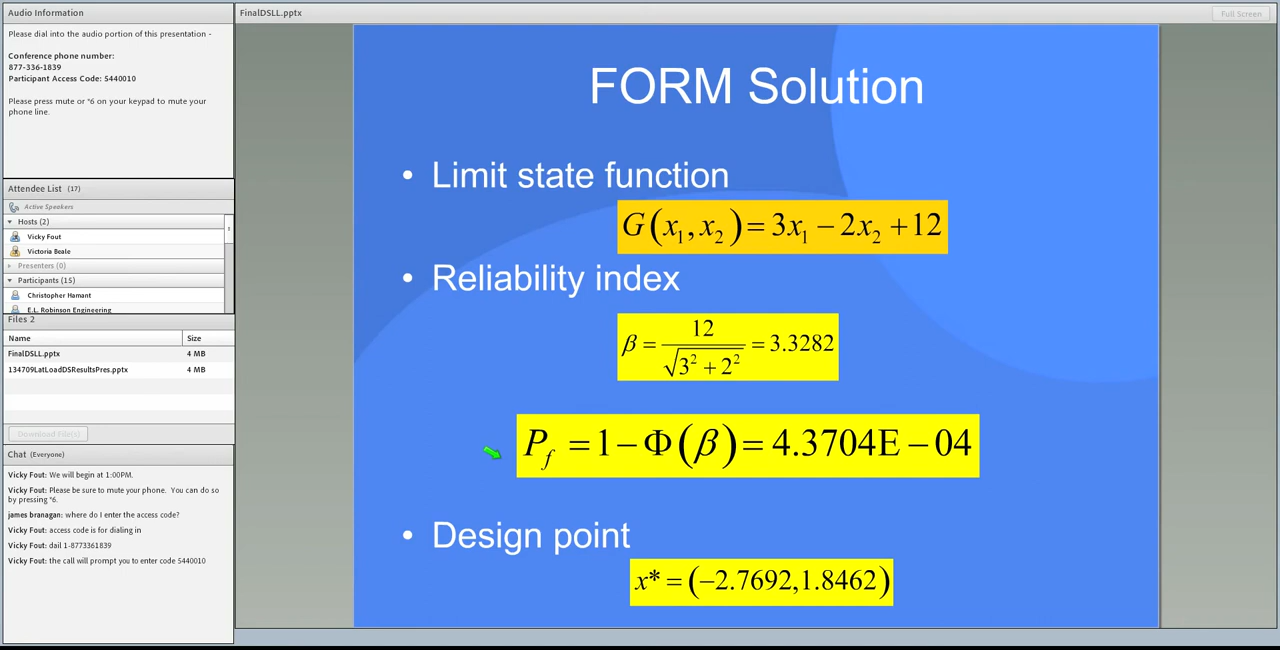 Audio Information
Please dial into the audio portion of this presentation -
Conference phone number:
877-336-1839
Participant Access Code: 5440010
Please press mute or *6 on your keypad to mute your
phone line.
Attendee List (17)
Active Speakers
Hosts (2)
Vicky Fout
Victoria Beale
Presenters (0)
Participants (15)
Christopher Hamant
E.L. Robinson Engineering
Files 2
Name Size
FinalDSLL.pptx 4 MB
134709LatLoadDSResultsPres.pptx 4 MB
Download File(s)
Chat (Everyone)
Vicky Fout: We will begin at 1:00PM.
Vicky Fout: Please be sure to mute your phone. You can do so
by pressing *6.
james branagan: where do I enter the access code?
Vicky Fout: access code is for dialing in
Vicky Fout: dail 1-8773361839
Vicky Fout: the call will prompt you to enter code 5440010
FinalDSLL.pptx
Full Screen
FORM Solution
• Limit state function
G(x₁, x₂) = 3x₁ − 2x₂ + 12
• Reliability index
β = 12 / √(3² + 2²) = 3.3282
P_f = 1 − Φ(β) = 4.3704E − 04
• Design point
x* = (−2.7692,1.8462)